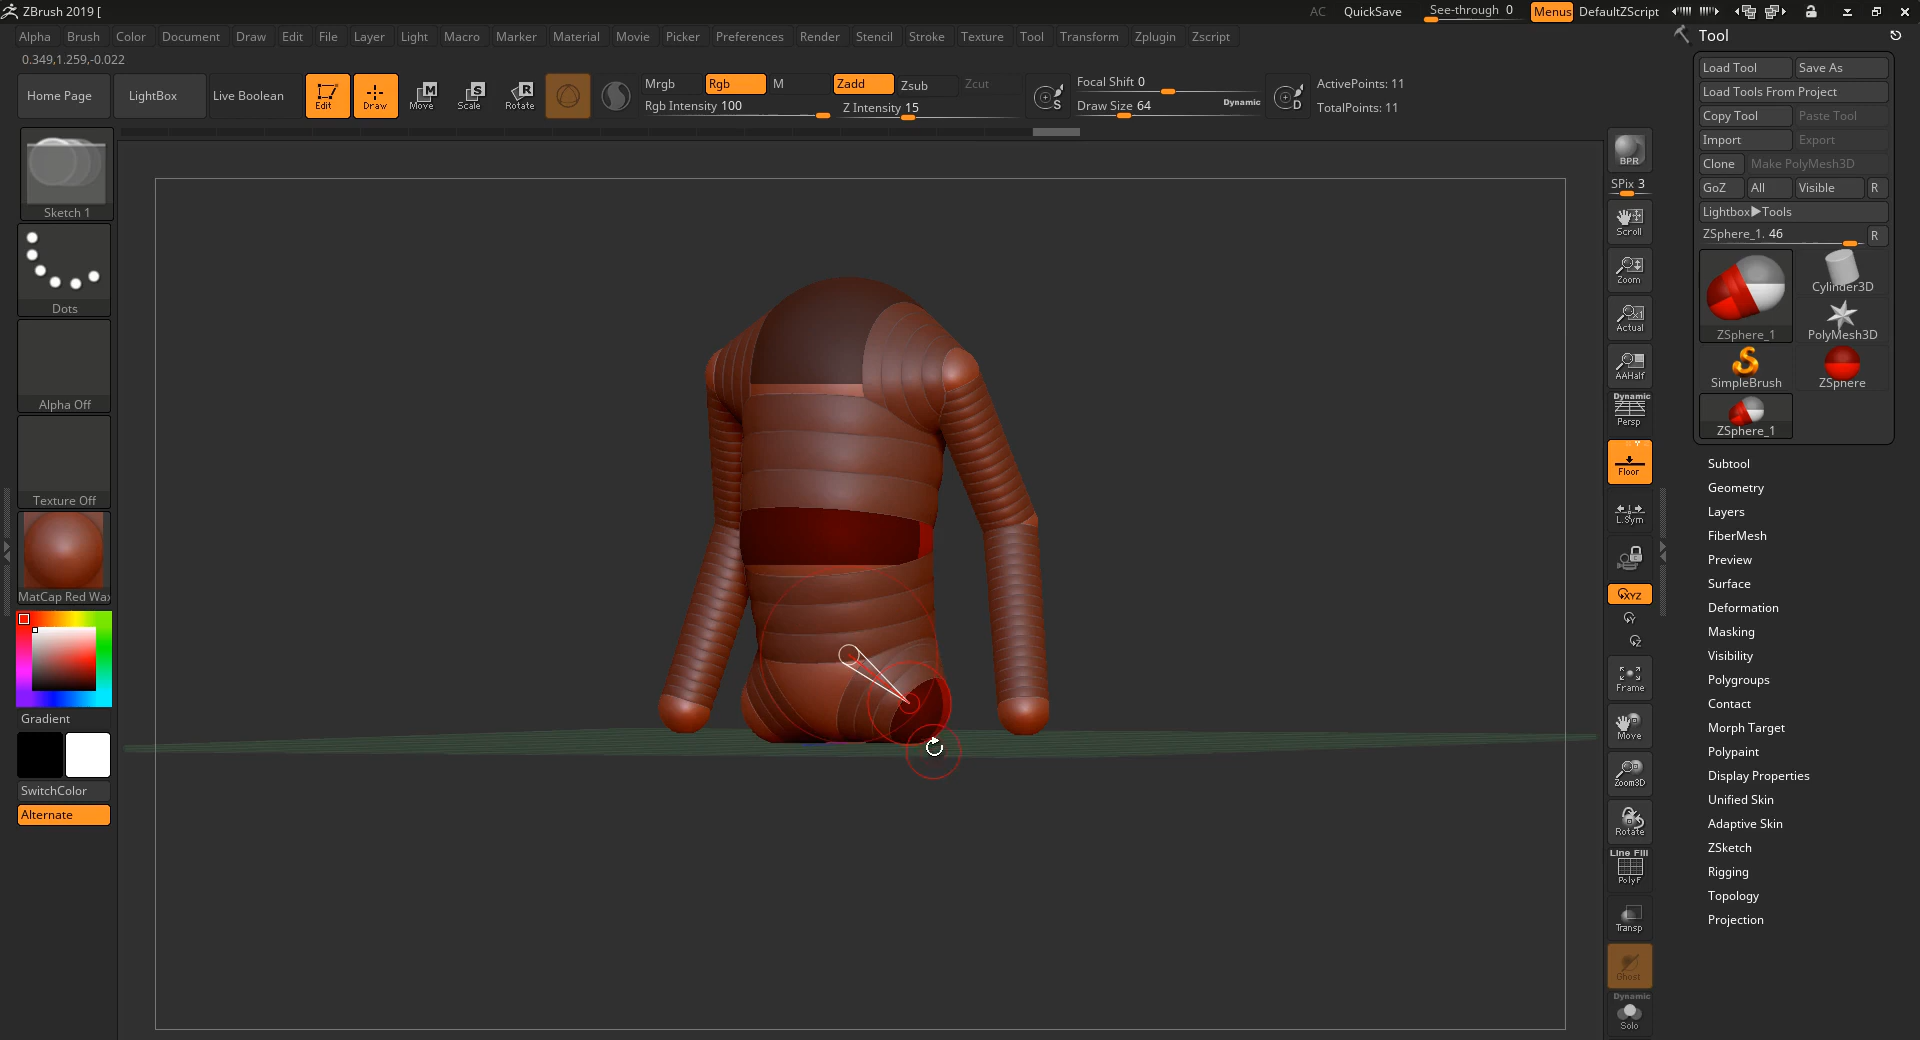 ZBrush 2019 [
AC QuickSave See-through 0 Menus DefaultZScript
Alpha Brush Color Document Draw Edit File Layer Light Macro Marker Material Movie Picker Preferences Render Stencil Stroke Texture Tool Transform Zplugin Zscript
0.349,1.259,-0.022
Home Page
LightBox
Live Boolean
Edit
Draw
Move
M
Scale
S
Rotate
R
Mrgb Rgb M
Rgb Intensity 100
Zadd Zsub Zcut
Z Intensity 15
S
Focal Shift 0
Draw Size 64
Dynamic
D
ActivePoints: 11
TotalPoints: 11
Sketch 1
Dots
Alpha Off
Texture Off
MatCap Red Wax
Gradient
SwitchColor
Alternate
BPR
SPix 3
Scroll
Zoom
Actual
AAHalf
Dynamic
Persp
Floor
L.Sym
XYZ
Y
Z
Frame
Move
Zoom3D
Rotate
Line Fill
PolyF
Transp
Ghost
Dynamic
Solo
Tool
Load Tool Save As
Load Tools From Project
Copy Tool Paste Tool
Import Export
Clone Make PolyMesh3D
GoZ All Visible R
Lightbox▶Tools
ZSphere_1. 46 R
ZSphere_1
Cylinder3D
PolyMesh3D
SimpleBrush
ZSphere
ZSphere_1
Subtool
Geometry
Layers
FiberMesh
Preview
Surface
Deformation
Masking
Visibility
Polygroups
Contact
Morph Target
Polypaint
Display Properties
Unified Skin
Adaptive Skin
ZSketch
Rigging
Topology
Projection